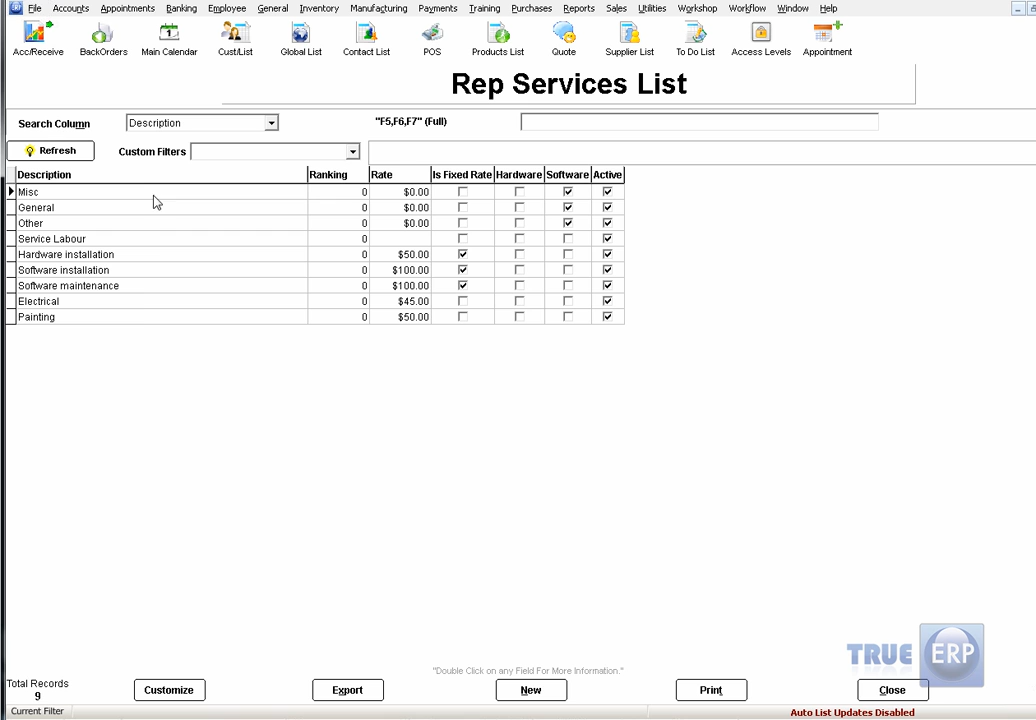 File Accounts Appointments Banking Employee General Inventory Manufacturing Payments Training Purchases Reports Sales Utilities Workshop Workflow Window Help
Acc/Receive BackOrders Main Calendar Cust/List Global List Contact List POS Products List Quote Supplier List To Do List Access Levels Appointment
Rep Services List
Search Column Description "F5,F6,F7" (Full)
Refresh Custom Filters
Description Ranking Rate Is Fixed Rate Hardware Software Active
Misc 0 $0.00
General 0 $0.00
Other 0 $0.00
Service Labour 0
Hardware installation 0 $50.00
Software installation 0 $100.00
Software maintenance 0 $100.00
Electrical 0 $45.00
Painting 0 $50.00
TRUE ERP
"Double Click on any Field For More Information."
Total Records
9
Customize Export New Print Close
Current Filter Auto List Updates Disabled